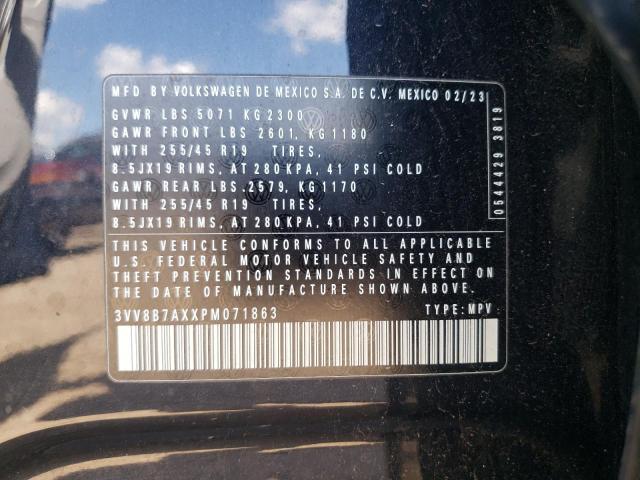 MFD BY VOLKSWAGEN DE MEXICO S.A. DE C.V. MEXICO 02/23
GVWR LBS 5071 KG 2300
GAWR FRONT LBS 2601, KG 1180
WITH 255/45 R19 TIRES,
8.5JX19 RIMS, AT 280 KPA, 41 PSI COLD
GAWR REAR LBS.2579, KG 1170
WITH 255/45 R19 TIRES,
8.5JX19 RIMS, AT 280 KPA, 41 PSI COLD
0544429 3819
THIS VEHICLE CONFORMS TO ALL APPLICABLE
U.S. FEDERAL MOTOR VEHICLE SAFETY AND
THEFT PREVENTION STANDARDS IN EFFECT ON
THE DATE OF MANUFACTURE SHOWN ABOVE.
3VV8B7AXXPM071863 TYPE: MPV